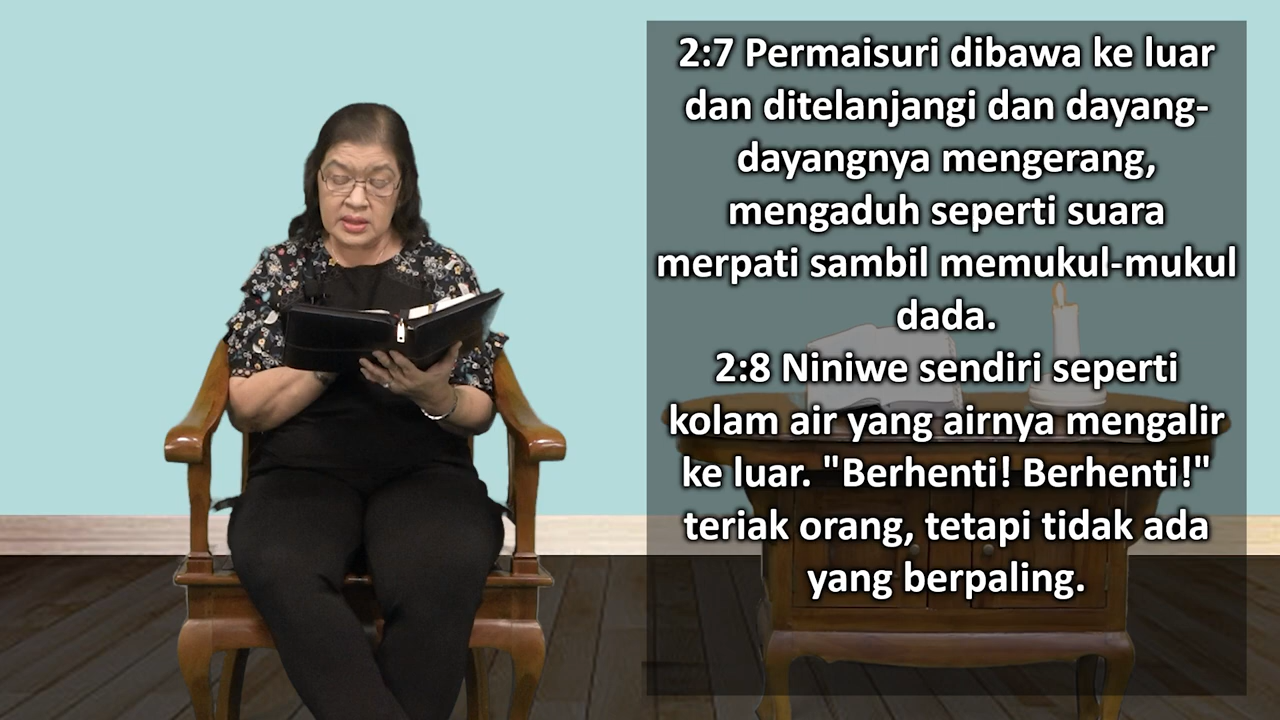 2:7 Permaisuri dibawa ke luar
dan ditelanjangi dan dayang-
dayangnya mengerang,
mengaduh seperti suara
merpati sambil memukul-mukul
dada.
2:8 Niniwe sendiri seperti
kolam air yang airnya mengalir
ke luar. "Berhenti! Berhenti!"
teriak orang, tetapi tidak ada
yang berpaling.